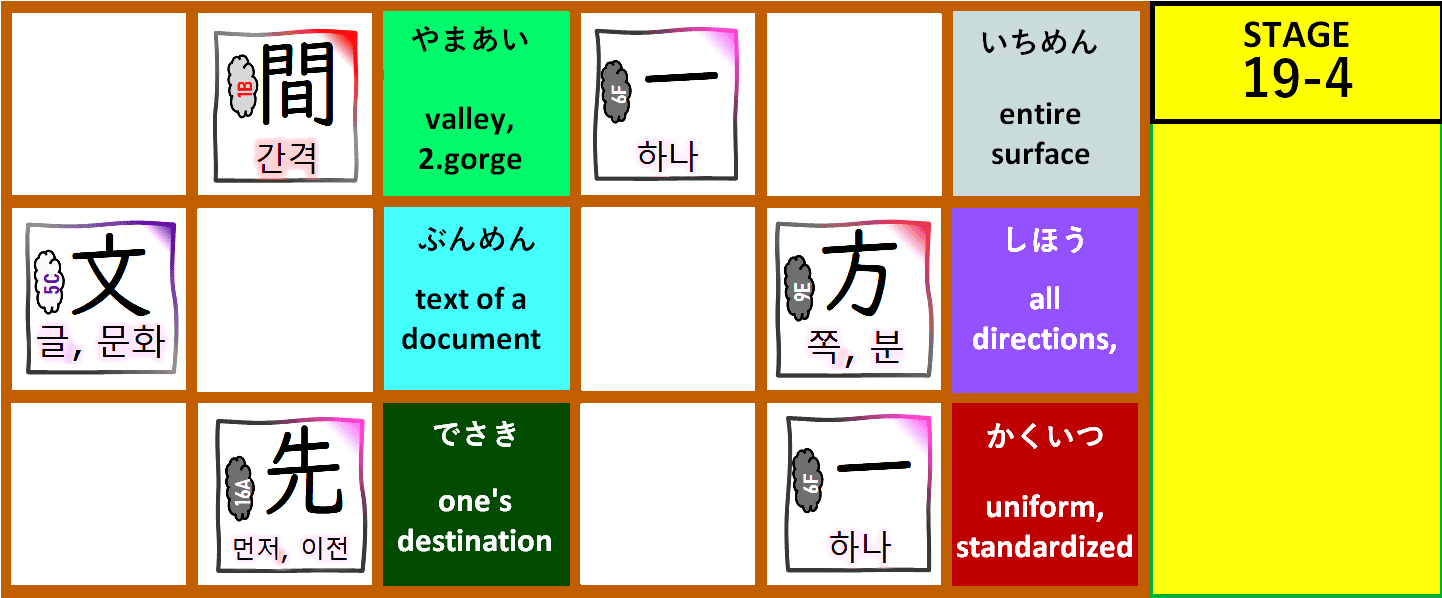 1B
間
간격
やまあい
valley,
2.gorge
6F
一
하나
いちめん
entire
surface
STAGE
19-4
5C
文
글, 문화
ぶんめん
text of a
document
9E
方
쪽, 분
しほう
all
directions,
16A
先
먼저, 이전
でさき
one's
destination
6F
一
하나
かくいつ
uniform,
standardized